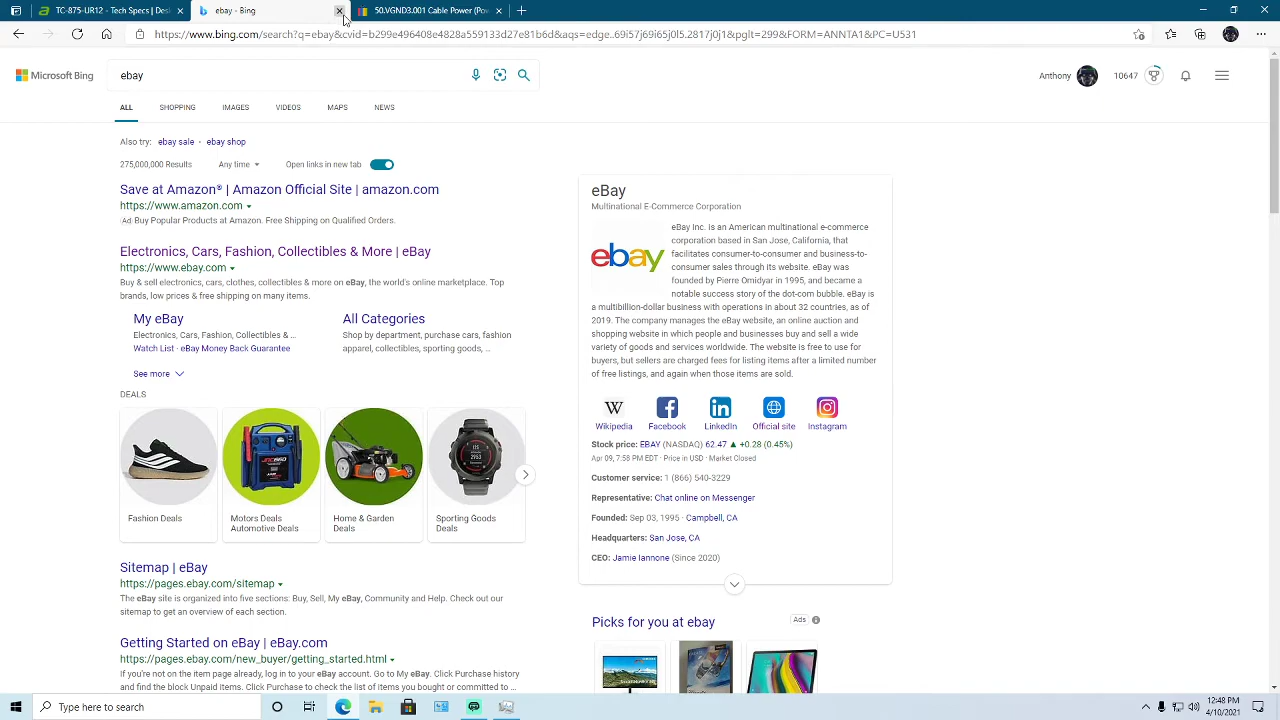 TC-875-UR12 - Tech Specs | Desi
ebay - Bing
50.VGND3.001 Cable Power (Po
https://www.bing.com/search?q=ebay&cvid=b299e496408e4828a559133d27c81b6d&aqs=edge..69i57j69i65j0l5.2817j0j1&pglt=299&FORM=ANNTA1&PC=U531
Microsoft Bing
ebay
Anthony
10647
ALL
SHOPPING
IMAGES
VIDEOS
MAPS
NEWS
Also try: ebay sale · ebay shop
275,000,000 Results
Any time
Open links in new tab
Save at Amazon® | Amazon Official Site | amazon.com
https://www.amazon.com
Ad Buy Popular Products at Amazon. Free Shipping on Qualified Orders.
Electronics, Cars, Fashion, Collectibles & More | eBay
https://www.ebay.com
Buy & sell electronics, cars, clothes, collectibles & more on eBay, the world's online marketplace. Top
brands, low prices & free shipping on many items.
My eBay
Electronics, Cars, Fashion, Collectibles & ...
Watch List · eBay Money Back Guarantee
All Categories
Shop by department, purchase cars, fashion
apparel, collectibles, sporting goods, ...
See more
DEALS
Fashion Deals
Motors Deals
Automotive Deals
Home & Garden
Deals
Sporting Goods
Deals
Sitemap | eBay
https://pages.ebay.com/sitemap
The eBay site is organized into five sections: Buy, Sell, My eBay, Community and Help. Check out our
sitemap to get an overview of each section.
Getting Started on eBay | eBay.com
https://pages.ebay.com/new_buyer/getting_started.html
If you're not on the item page already, log in to your eBay account. Go to My eBay. Click Purchase history
and find the block Unpaid Items. Click Purchase to check the list of items you bought or committed to ...
eBay
Multinational E-Commerce Corporation
ebay
eBay Inc. is an American multinational e-commerce
corporation based in San Jose, California, that
facilitates consumer-to-consumer and business-to-
consumer sales through its website. eBay was
founded by Pierre Omidyar in 1995, and became a
notable success story of the dot-com bubble. eBay is
a multibillion-dollar business with operations in about 32 countries, as of
2019. The company manages the eBay website, an online auction and
shopping website in which people and businesses buy and sell a wide
variety of goods and services worldwide. The website is free to use for
buyers, but sellers are charged fees for listing items after a limited number
of free listings, and again when those items are sold.
W
Wikipedia
Facebook
LinkedIn
Official site
Instagram
Stock price: EBAY (NASDAQ) 62.47 ▲ +0.28 (0.45%)
Apr 09, 7:58 PM EDT · Price in USD · Market Closed
Customer service: 1 (866) 540-3229
Representative: Chat online on Messenger
Founded: Sep 03, 1995 · Campbell, CA
Headquarters: San Jose, CA
CEO: Jamie Iannone (Since 2020)
Picks for you at ebay
Ads
Type here to search
12:48 PM
4/10/2021